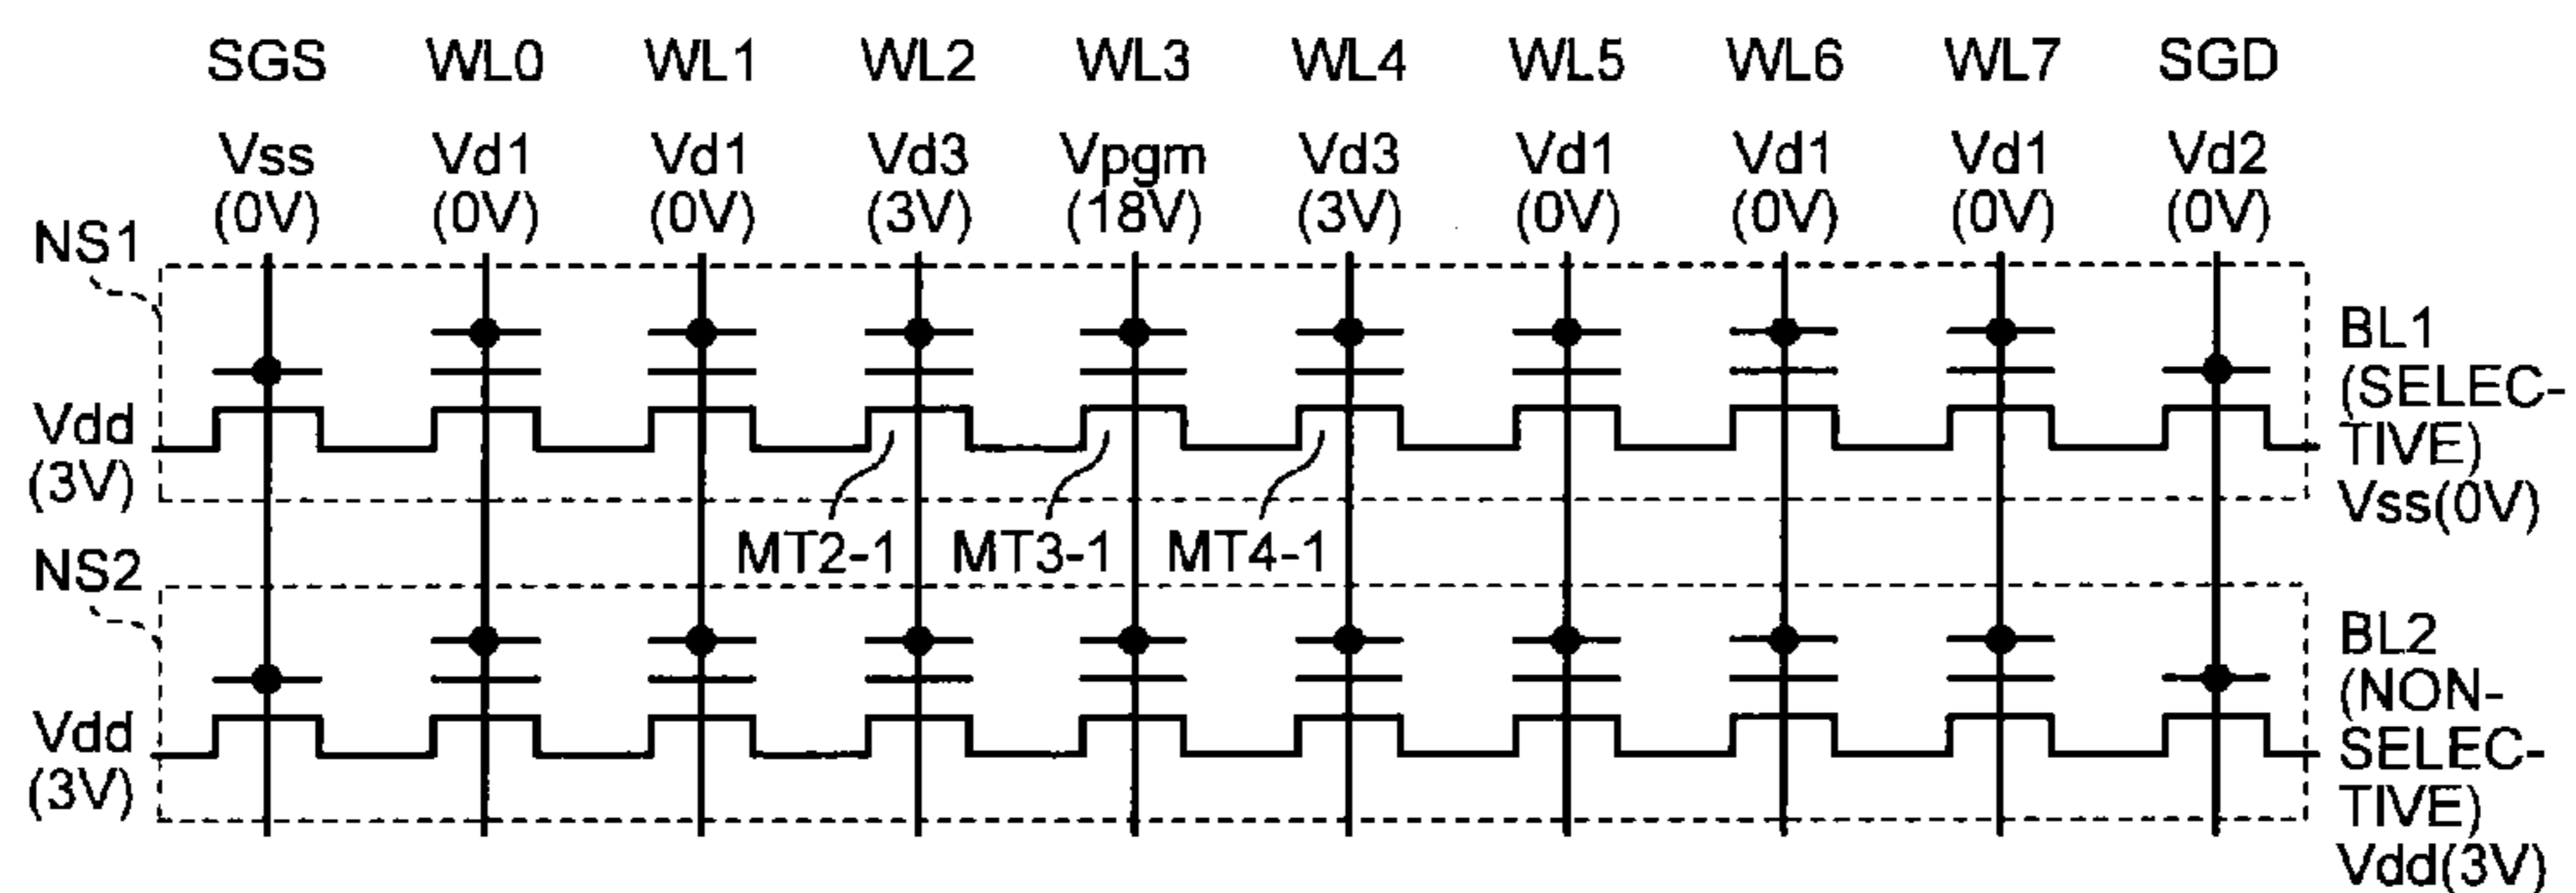 SGS WL0 WL1 WL2 WL3 WL4 WL5 WL6 WL7 SGD
Vss Vd1 Vd1 Vd3 Vpgm Vd3 Vd1 Vd1 Vd1 Vd2
(0V) (0V) (0V) (3V) (18V) (3V) (0V) (0V) (0V) (0V)
NS1
Vdd
(3V)
BL1
(SELEC-
TIVE)
Vss(0V)
MT2-1 MT3-1 MT4-1
NS2
Vdd
(3V)
BL2
(NON-
SELEC-
TIVE)
Vdd(3V)